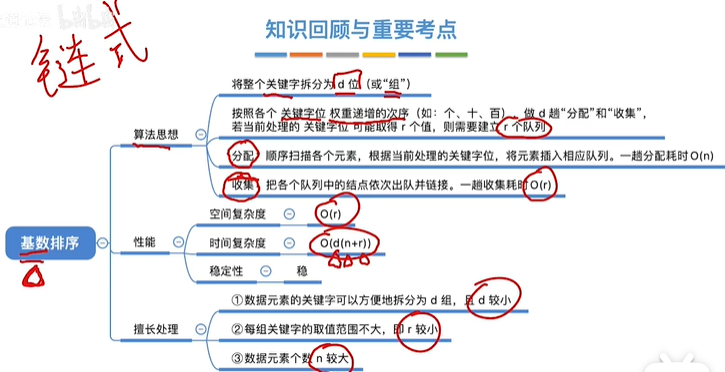 知识回顾与重要考点
链式
将整个关键字拆分为 d 位（或“组”）
按照各个 关键字位 权重递增的次序（如：个、十、百），做 d 趟“分配”和“收集”，
若当前处理的 关键字位 可能取得 r 个值，则需要建立 r 个队列
算法思想
分配 顺序扫描各个元素，根据当前处理的关键字位，将元素插入相应队列。一趟分配耗时 O(n)
收集 把各个队列中的结点依次出队并链接。一趟收集耗时 O(r)
空间复杂度
O(r)
基数排序
性能
时间复杂度
O(d(n+r))
稳定性
稳
①数据元素的关键字可以方便地拆分为 d 组，且 d 较小
擅长处理
②每组关键字的取值范围不大，即 r 较小
③数据元素个数 n 较大